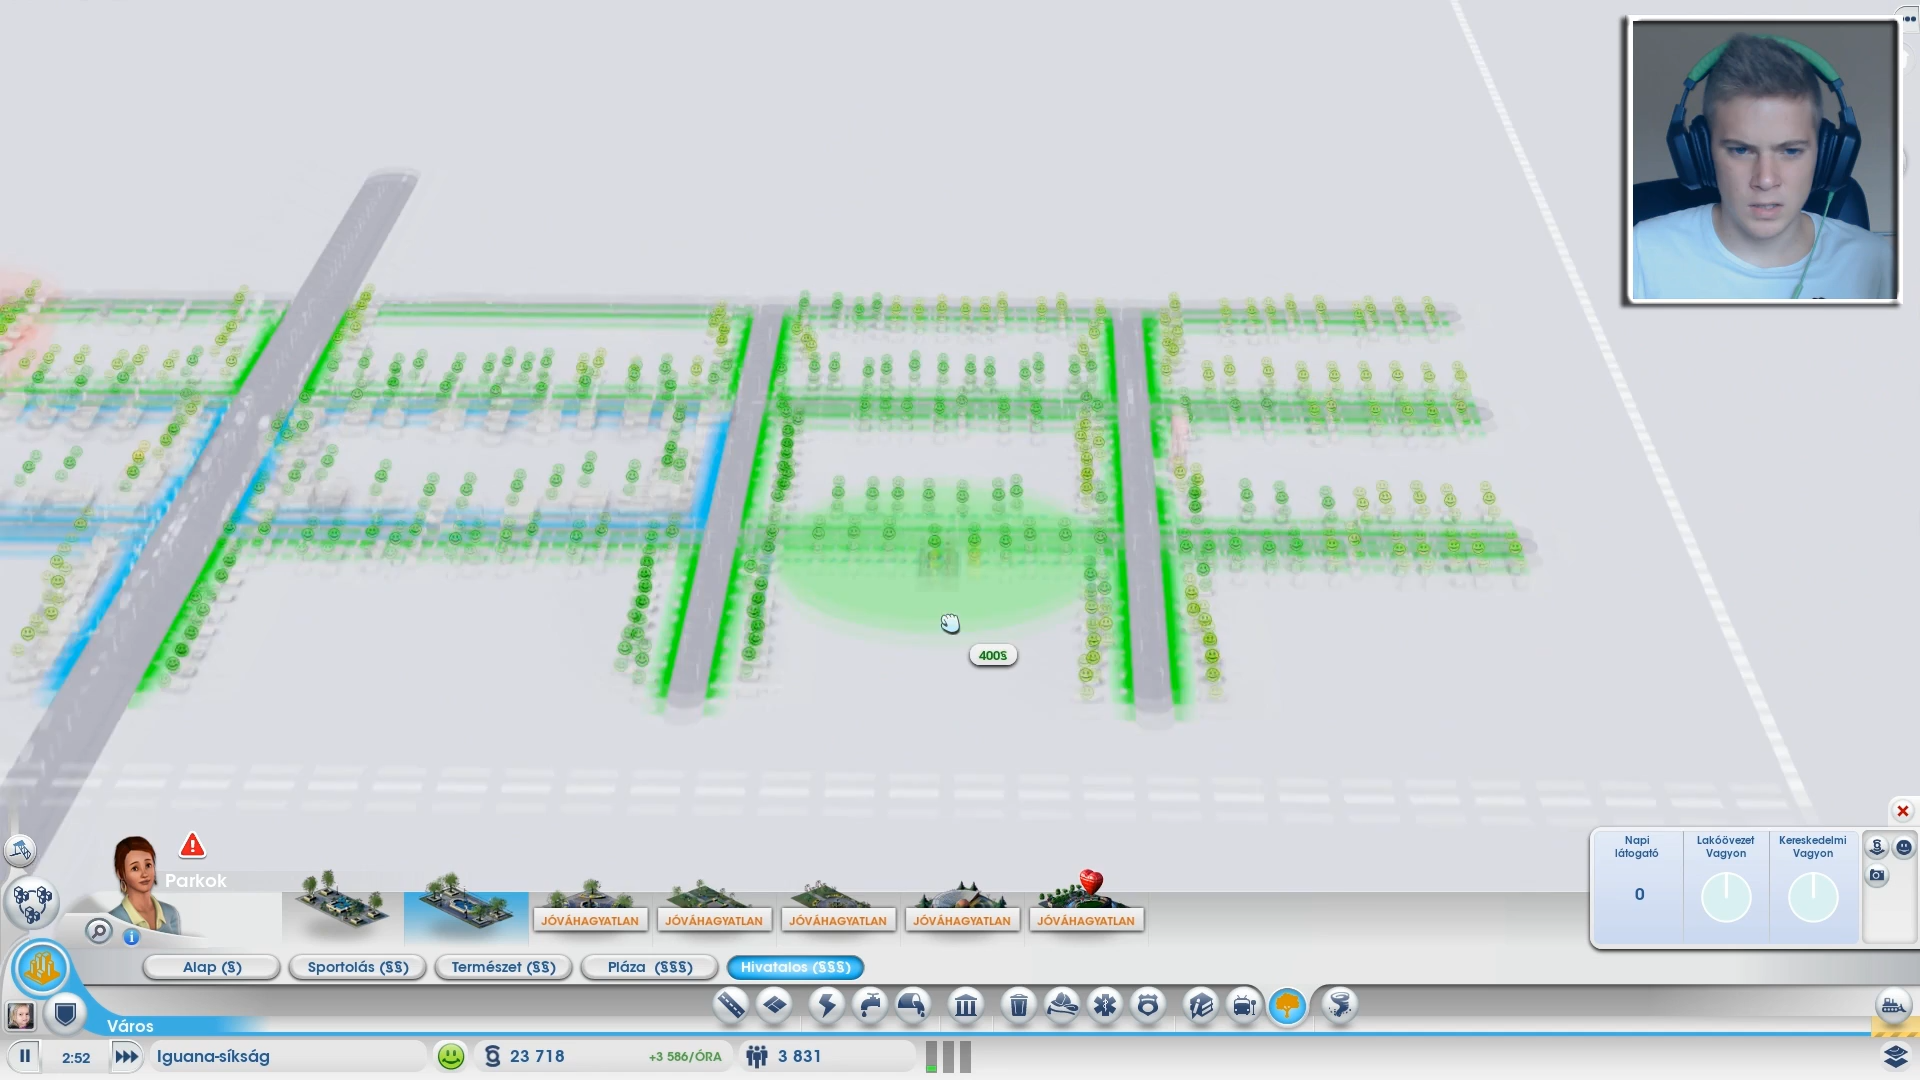 400§
Parkok
JÓVÁHAGYATLAN
JÓVÁHAGYATLAN
JÓVÁHAGYATLAN
JÓVÁHAGYATLAN
JÓVÁHAGYATLAN
Napi látogató
0
Lakóövezet Vagyon
Kereskedelmi Vagyon
Alap (§)
Sportolás (§§)
Természet (§§)
Pláza (§§§)
Hivatalos (§§§)
Város
2:52
Iguana-síkság
23 718
+3 586/ÓRA
3 831